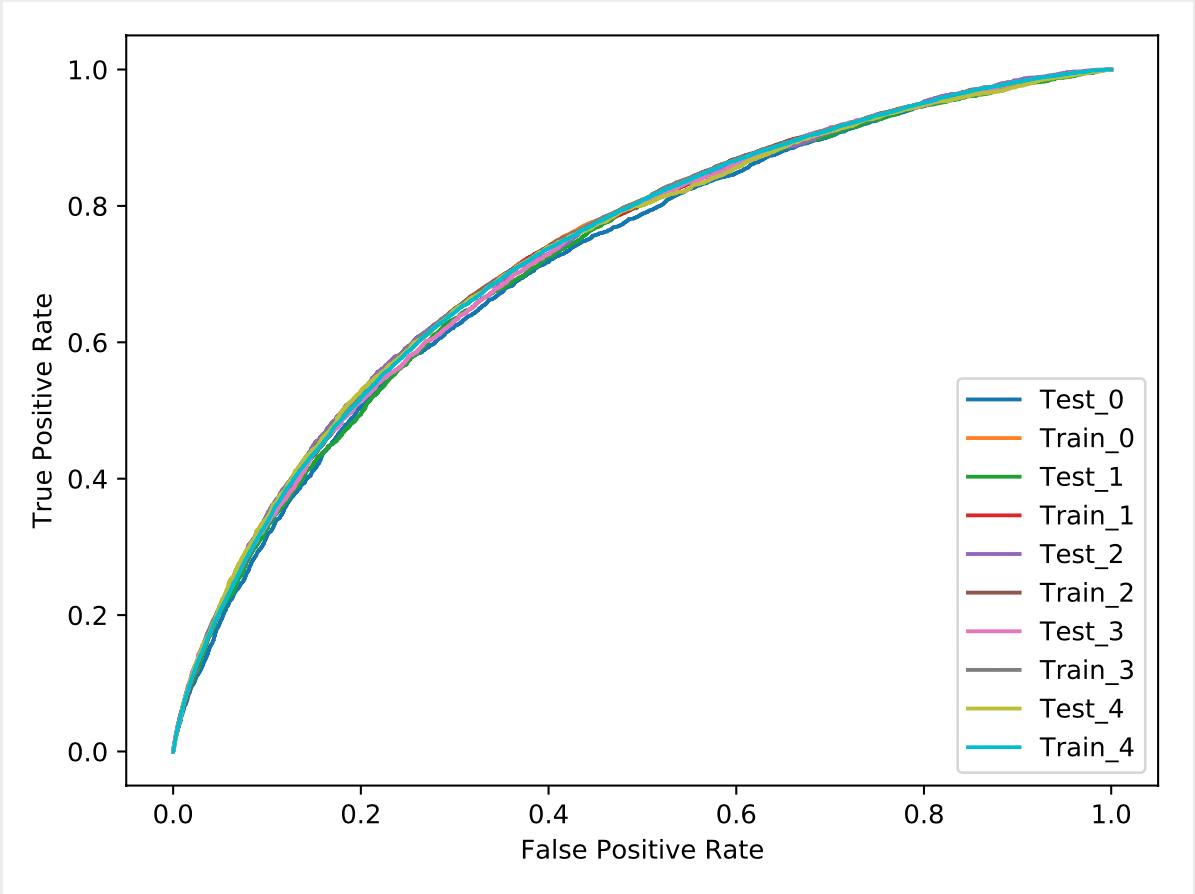 1.0
0.8
0.6
0.4
0.2
0.0
True Positive Rate
Test_0
Train_0
Test_1
Train_1
Test_2
Train_2
Test_3
Train_3
Test_4
Train_4
0.0 0.2 0.4 0.6 0.8 1.0
False Positive Rate